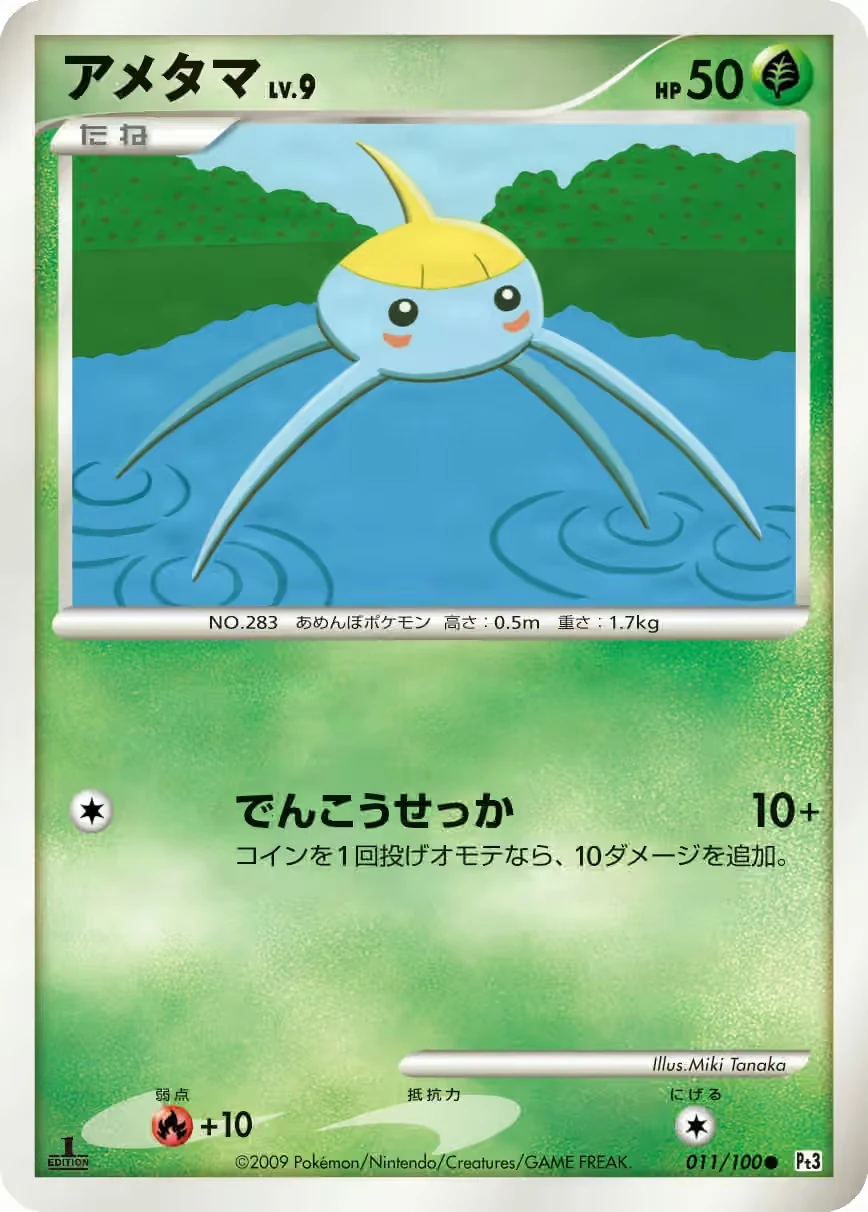 アメタマ LV.9 HP 50
たね
NO.283 あめんぼポケモン 高さ:0.5m 重さ:1.7kg
でんこうせっか 10+
コインを1回投げオモテなら、10ダメージを追加。
Illus.Miki Tanaka
弱点 抵抗力 にげる
+10
1 EDITION ©2009 Pokémon/Nintendo/Creatures/GAME FREAK. 011/100● Pt3